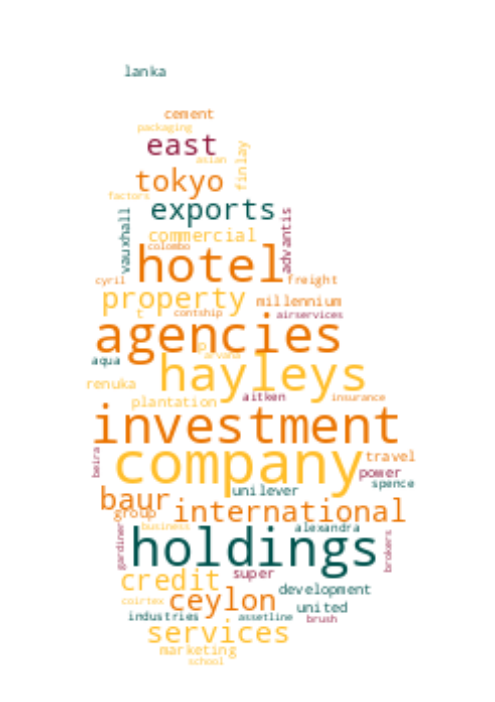 lanka
cement
packaging
east
asian
finlay
tokyo
factors
exports
vauxhall
advantis
commercial
colombo
hotel
cyril
freight
property
millennium
t
contship
airservices
agencies
p
arvana
aqua
hayleys
renuka
aitken
insurance
plantation
investment
company
beira
travel
power
spence
unilever
baur
international
group
business
alexandra
gardiner
holdings
brokers
super
credit
development
ceylon
coirtex
united
industries
assetline
brush
services
marketing
school